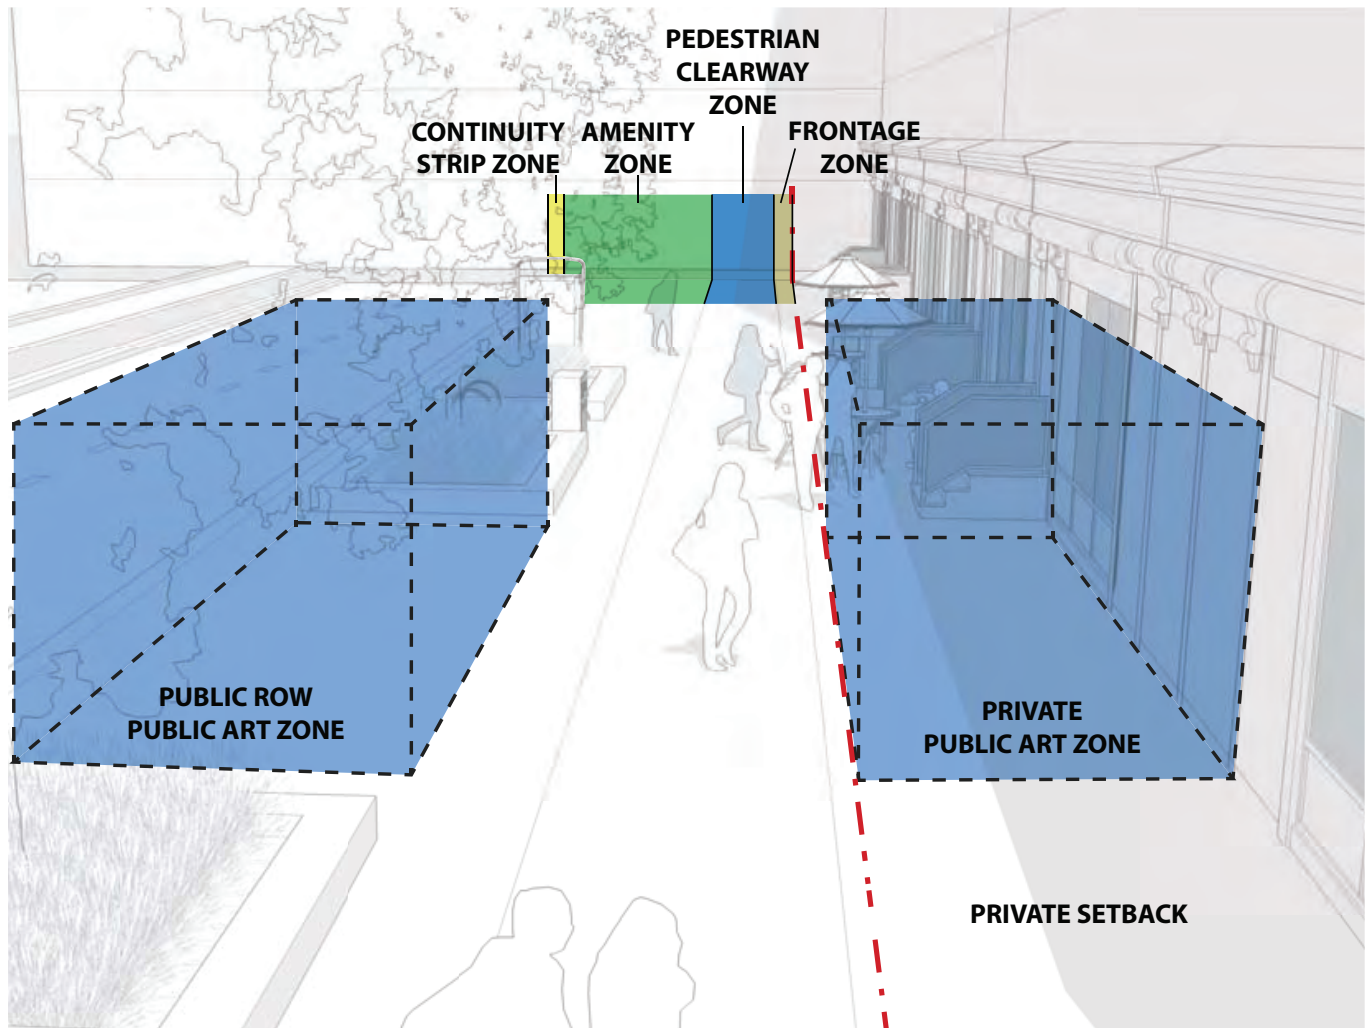 PEDESTRIAN
CLEARWAY
ZONE
CONTINUITY
STRIP ZONE
AMENITY
ZONE
FRONTAGE
ZONE
PUBLIC ROW
PUBLIC ART ZONE
PRIVATE
PUBLIC ART ZONE
PRIVATE SETBACK